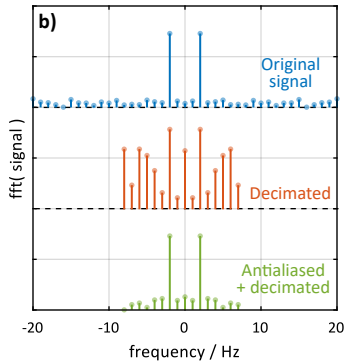 b)
Original
signal
fft( signal )
Decimated
Antialiased
+ decimated
-20 -10 0 10 20
frequency / Hz